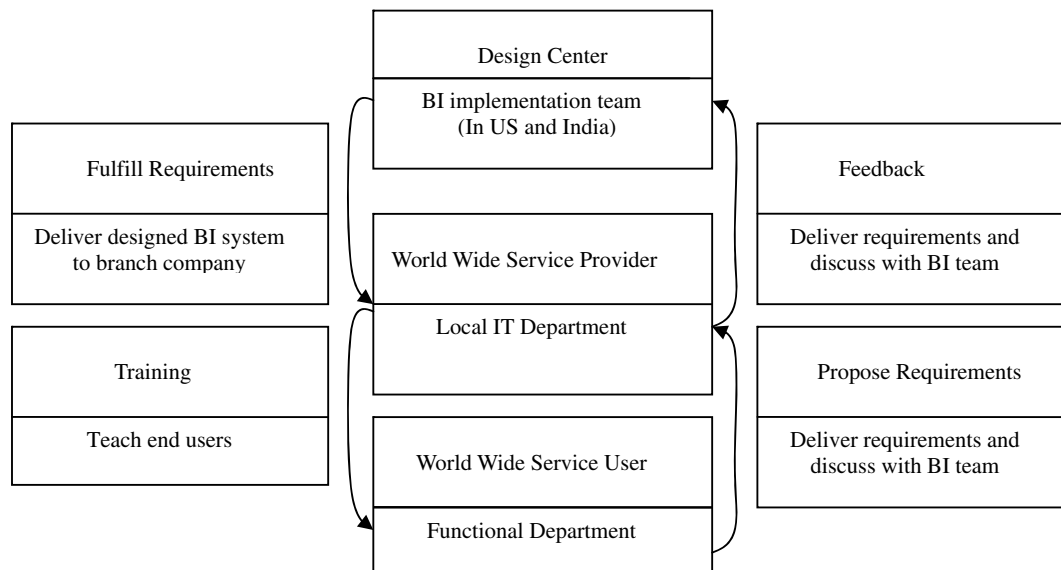 Design Center
BI implementation team
(In US and India)
Fulfill Requirements
Deliver designed BI system
to branch company
Feedback
Deliver requirements and
discuss with BI team
World Wide Service Provider
Local IT Department
Training
Teach end users
Propose Requirements
Deliver requirements and
discuss with BI team
World Wide Service User
Functional Department